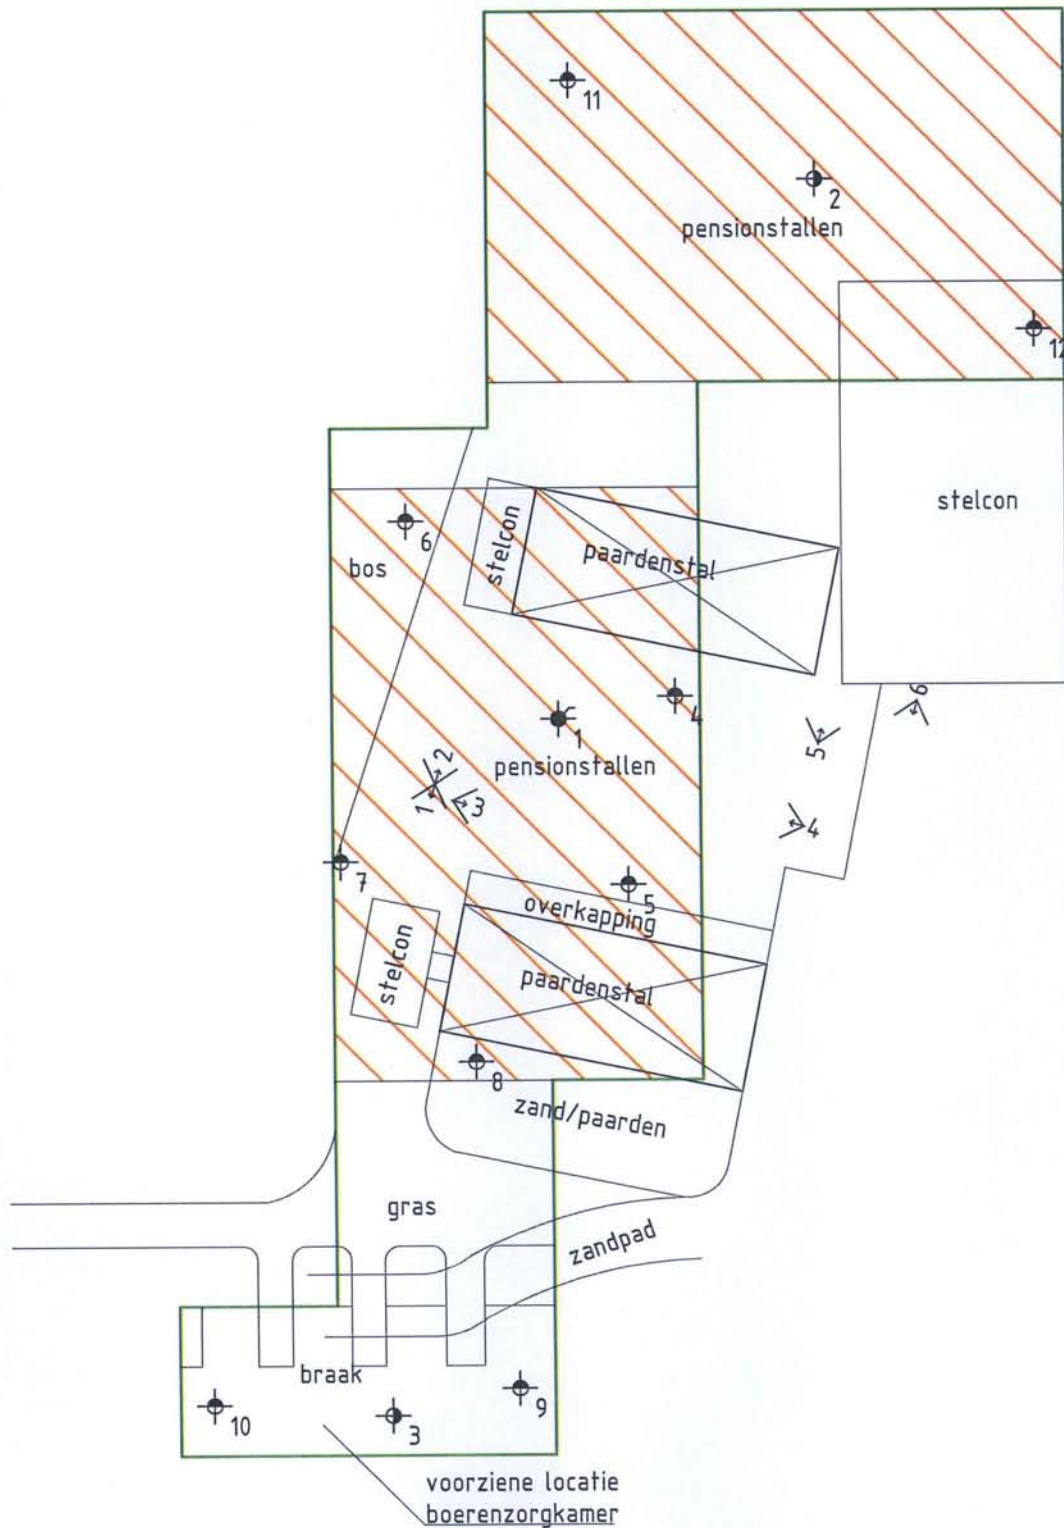 11
2
pensionstallen
12
stelcon
6
bos
stelcon
paardenstal
4
1
6
5
pensionstallen
2
1
3
4
7
5
overkapping
stelcon
paardenstal
8
zand/paarden
gras
zandpad
braak
10
3
9
voorziene locatie
boerenzorgkamer